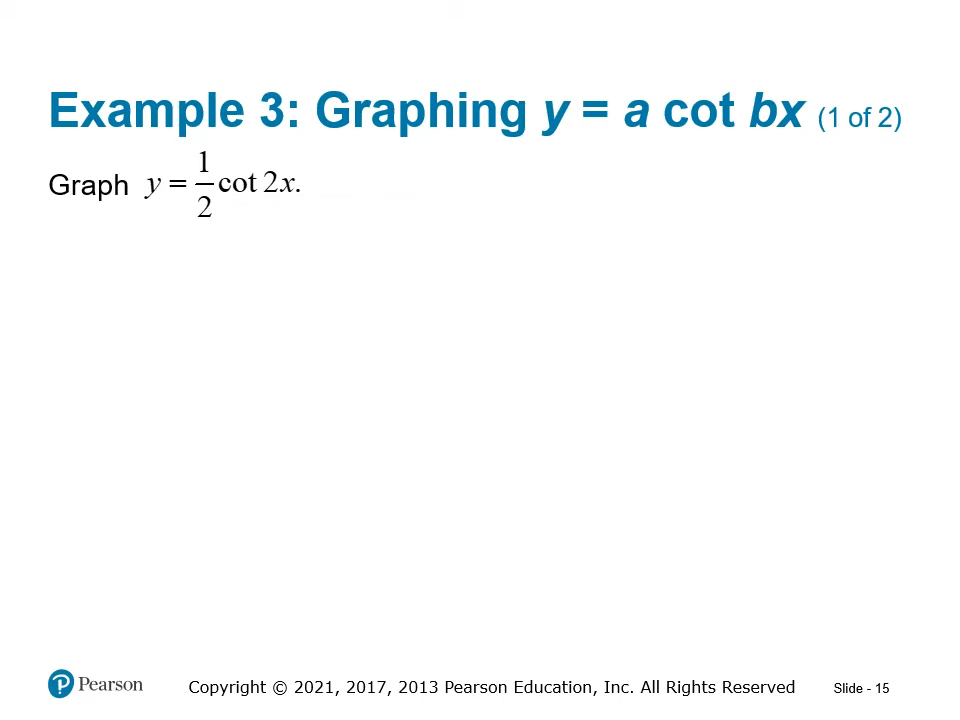 Example 3: Graphing y = a cot bx (1 of 2)
Graph y = 1/2 cot 2x.
Pearson
Copyright © 2021, 2017, 2013 Pearson Education, Inc. All Rights Reserved
Slide - 15